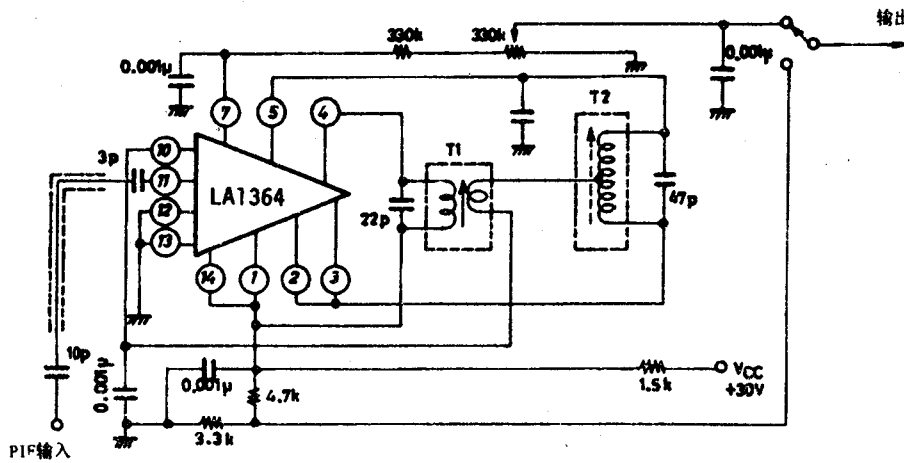 输出
330k
330k
0.001μ
0.001μ
7
5
4
T2
3p
10
11
12
13
LA1364
T1
22p
47p
14
1
2
3
10p
0.001μ
0.001μ
4.7k
1.5k
VCC
+30V
3.3k
PIF输入